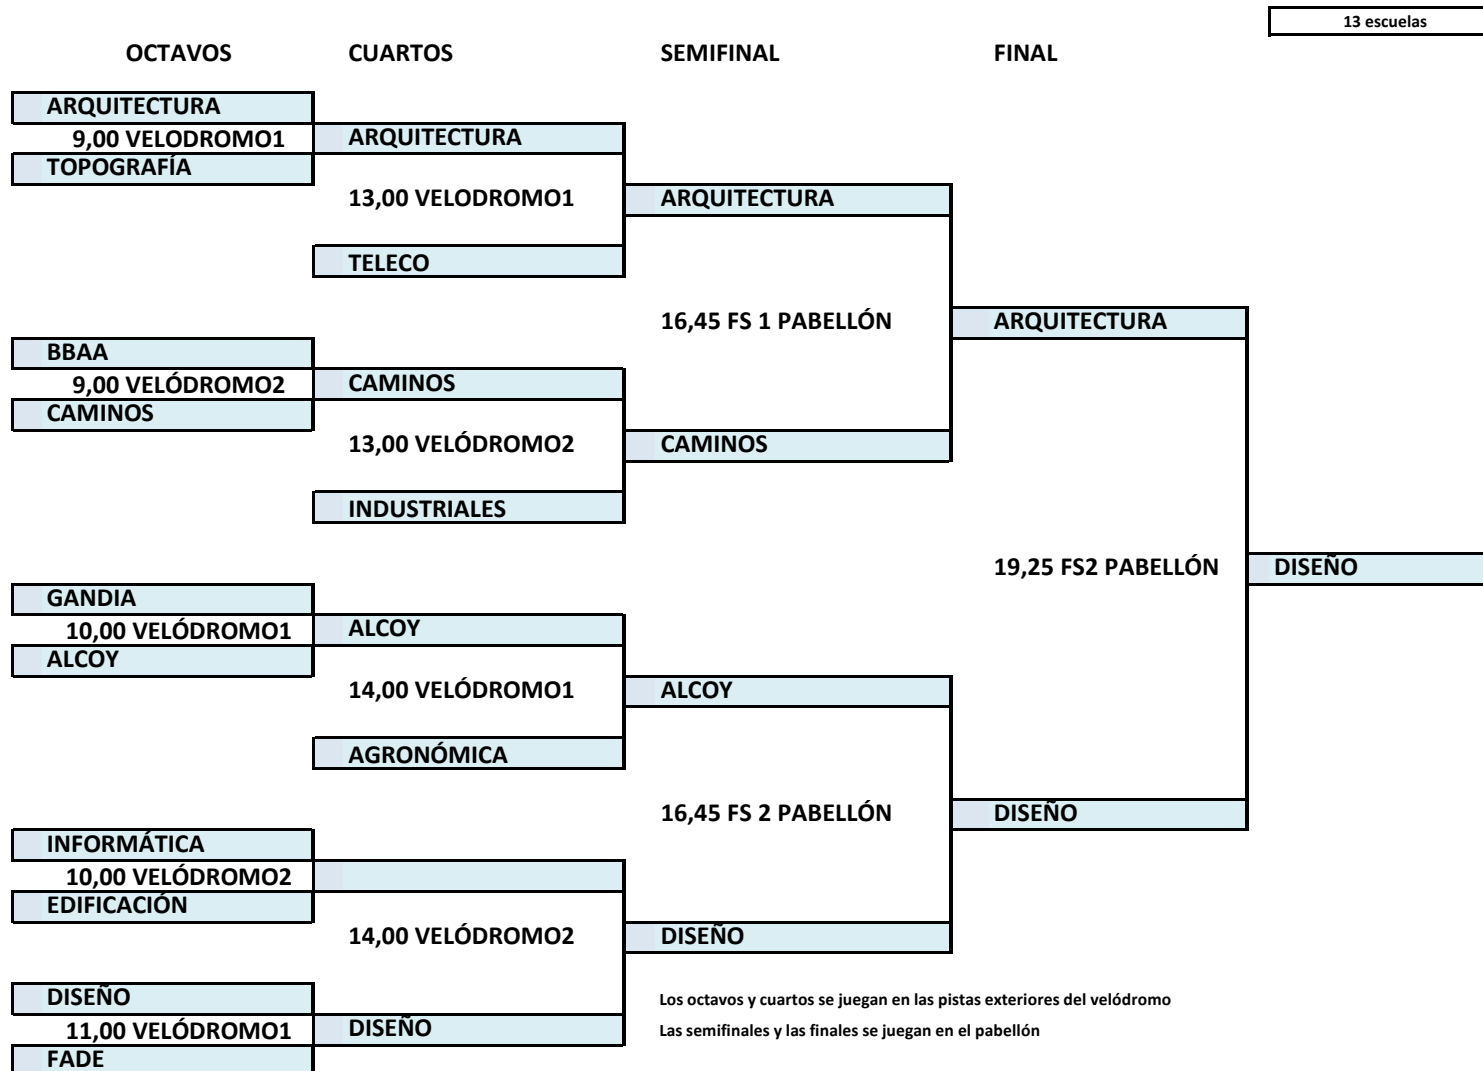 13 escuelas
OCTAVOS CUARTOS SEMIFINAL FINAL
ARQUITECTURA
9,00 VELODROMO1 ARQUITECTURA
TOPOGRAFÍA
13,00 VELODROMO1 ARQUITECTURA
TELECO
16,45 FS 1 PABELLÓN ARQUITECTURA
BBAA
9,00 VELÓDROMO2 CAMINOS
CAMINOS
13,00 VELÓDROMO2 CAMINOS
INDUSTRIALES
19,25 FS2 PABELLÓN DISEÑO
GANDIA
10,00 VELÓDROMO1 ALCOY
ALCOY
14,00 VELÓDROMO1 ALCOY
AGRONÓMICA
16,45 FS 2 PABELLÓN DISEÑO
INFORMÁTICA
10,00 VELÓDROMO2
EDIFICACIÓN
14,00 VELÓDROMO2 DISEÑO
DISEÑO Los octavos y cuartos se juegan en las pistas exteriores del velódromo
11,00 VELÓDROMO1 DISEÑO Las semifinales y las finales se juegan en el pabellón
FADE